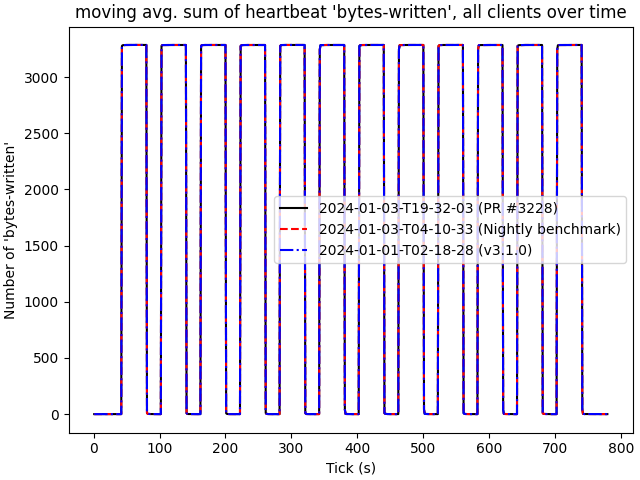 moving avg. sum of heartbeat 'bytes-written', all clients over time
Number of 'bytes-written'
3000
2500
2000
1500
1000
500
0
2024-01-03-T19-32-03 (PR #3228)
2024-01-03-T04-10-33 (Nightly benchmark)
2024-01-01-T02-18-28 (v3.1.0)
0 100 200 300 400 500 600 700 800
Tick (s)